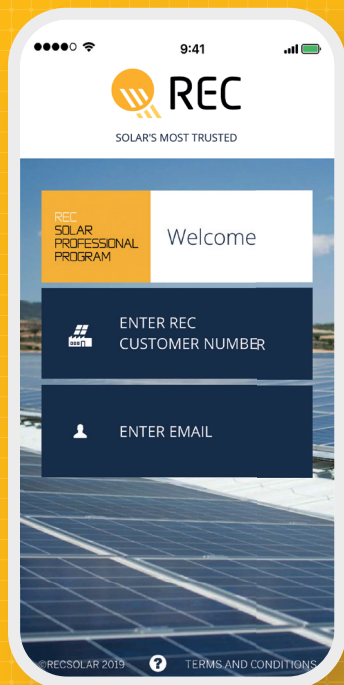 9:41
REC
SOLAR'S MOST TRUSTED
REC
SOLAR
PROFESSIONAL
PROGRAM
Welcome
ENTER REC
CUSTOMER NUMBER
ENTER EMAIL
©RECSOLAR 2019 ? TERMS AND CONDITIONS